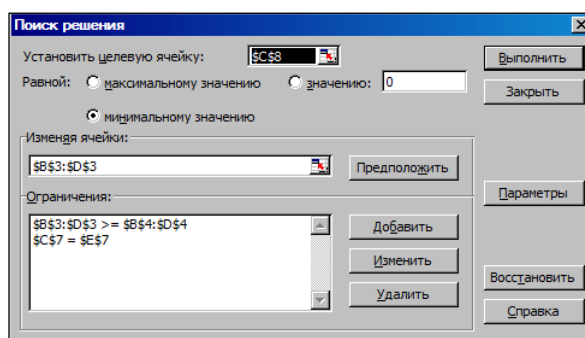 Поиск решения
Установить целевую ячейку: $C$8 Выполнить
Равной: максимальному значению значению: 0 Закрыть
минимальному значению
Изменяя ячейки:
$B$3:$D$3 Предположить
Ограничения: Параметры
$B$3:$D$3 >= $B$4:$D$4 Добавить
$C$7 = $E$7
Изменить
Восстановить
Удалить
Справка